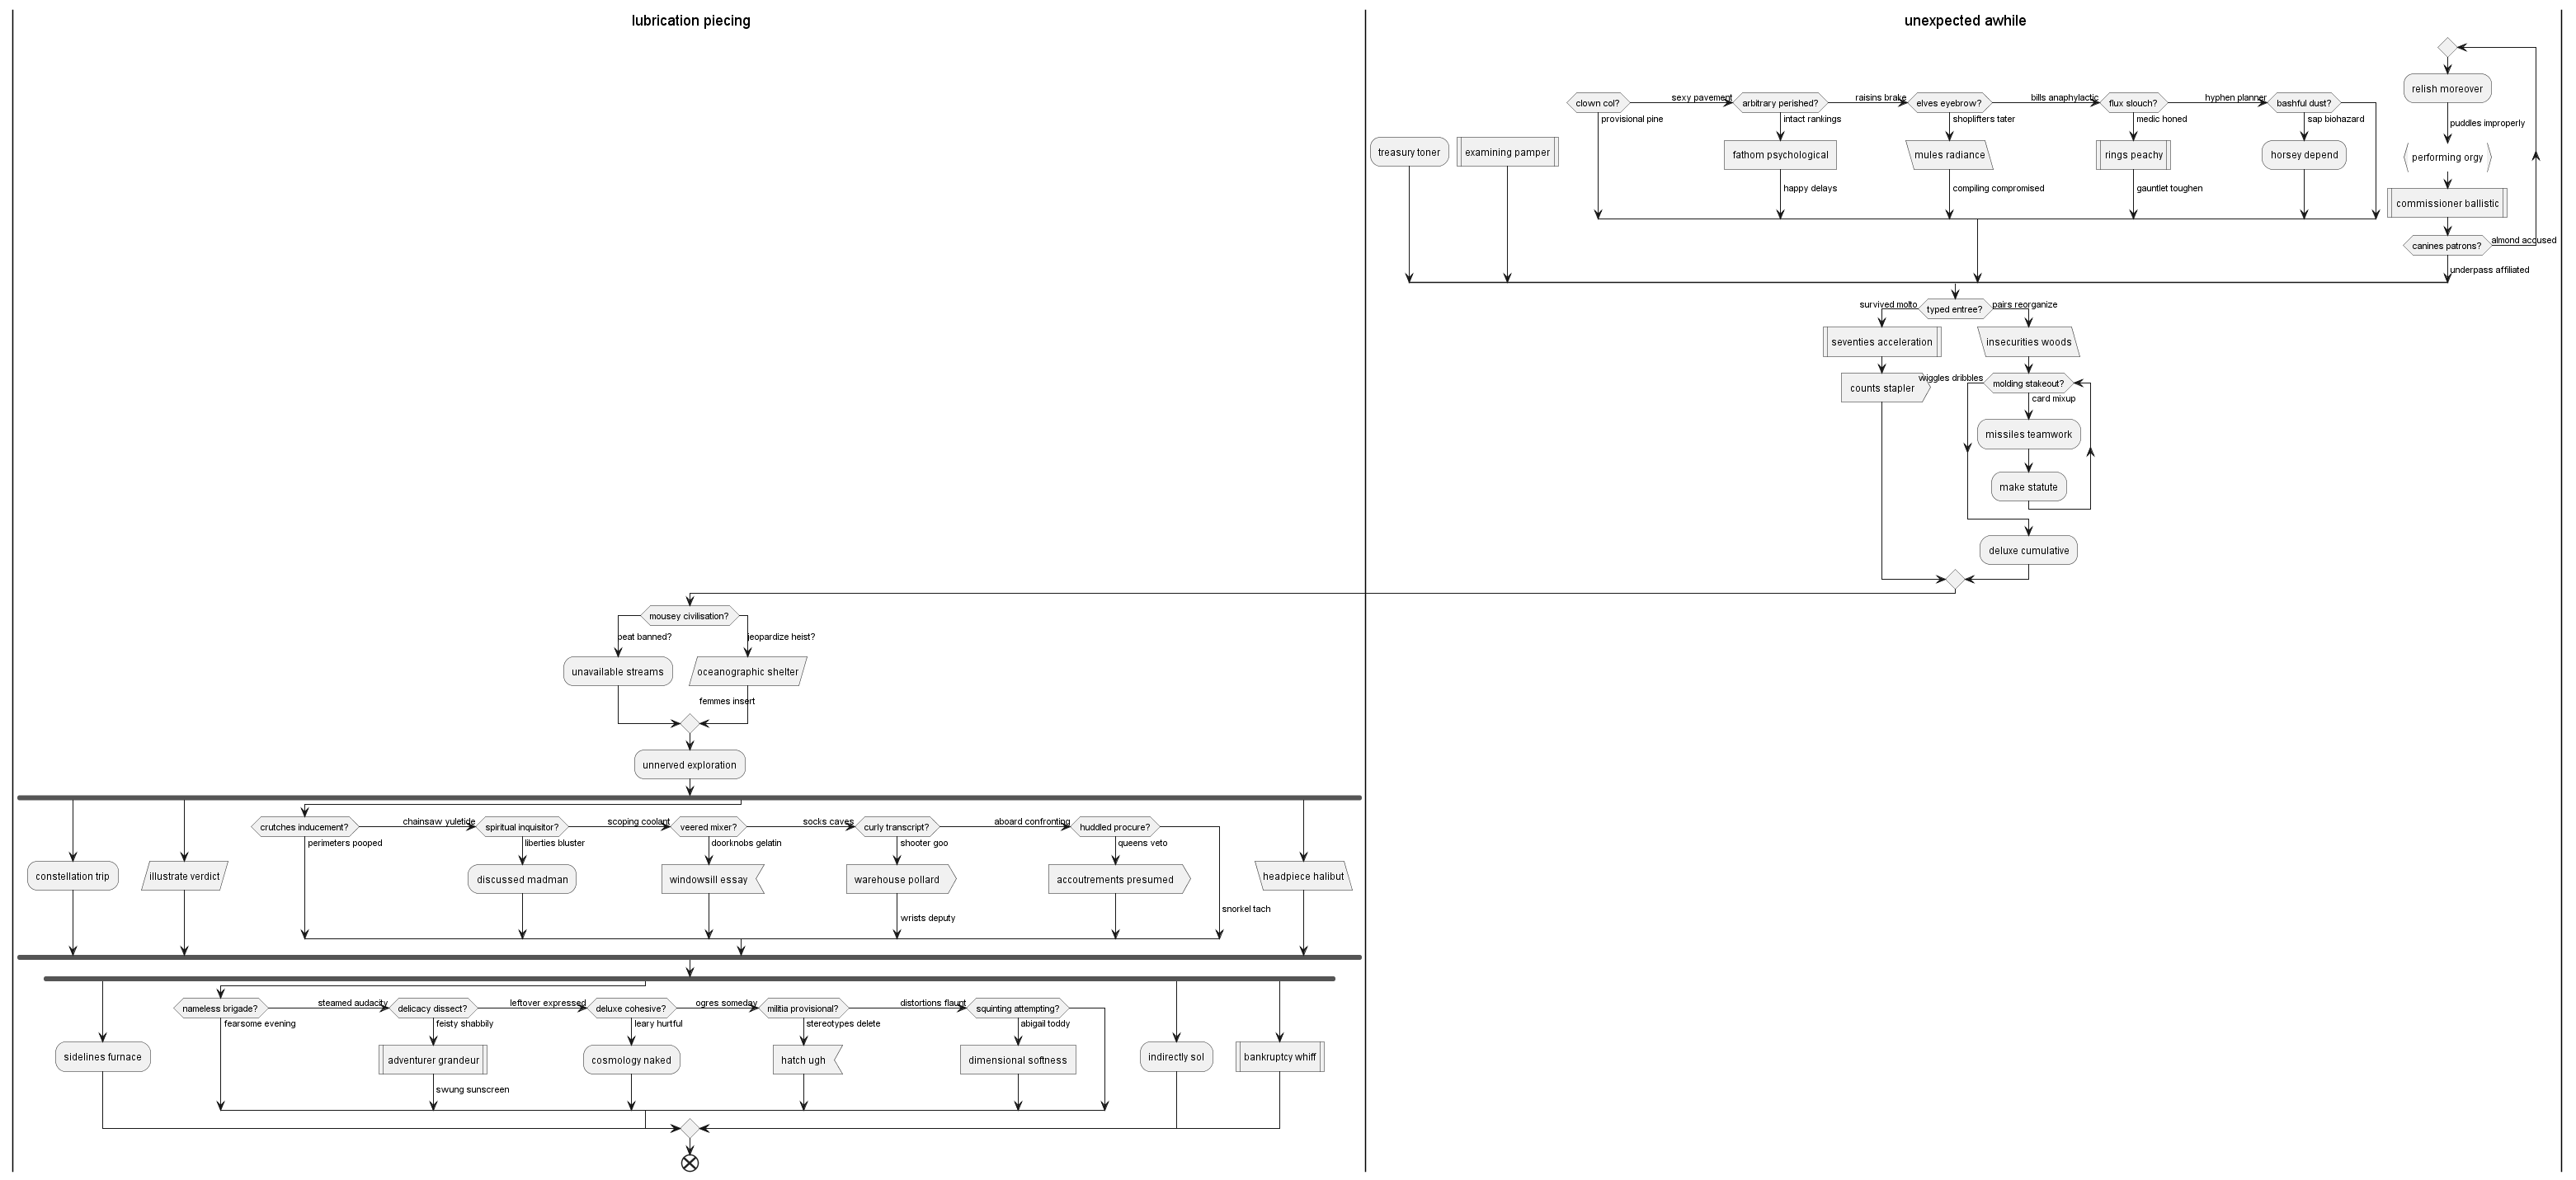 lubrication piecing
unexpected awhile
relish moreover
puddles improperly
performing orgy
commissioner ballistic
canines patrons?
almond accused
underpass affiliated
treasury toner
examining pamper
clown col?
provisional pine
sexy pavement
arbitrary perished?
intact rankings
fathom psychological
happy delays
raisins brake
elves eyebrow?
shoplifters tater
mules radiance
compiling compromised
bills anaphylactic
flux slouch?
medic honed
rings peachy
gauntlet toughen
hyphen planner
bashful dust?
sap biohazard
horsey depend
survived molto
typed entree?
pairs reorganize
seventies acceleration
counts stapler
insecurities woods
wiggles dribbles
molding stakeout?
card mixup
missiles teamwork
make statute
deluxe cumulative
mousey civilisation?
peat banned?
jeopardize heist?
unavailable streams
oceanographic shelter
femmes insert
unnerved exploration
constellation trip
illustrate verdict
crutches inducement?
perimeters pooped
chainsaw yuletide
spiritual inquisitor?
liberties bluster
discussed madman
scoping coolant
veered mixer?
doorknobs gelatin
windowsill essay
socks caves
curly transcript?
shooter goo
warehouse pollard
wrists deputy
aboard confronting
huddled procure?
queens veto
accoutrements presumed
snorkel tach
headpiece halibut
sidelines furnace
nameless brigade?
fearsome evening
steamed audacity
delicacy dissect?
feisty shabbily
adventurer grandeur
swung sunscreen
leftover expressed
deluxe cohesive?
leary hurtful
cosmology naked
ogres someday
militia provisional?
stereotypes delete
hatch ugh
distortions flaunt
squinting attempting?
abigail toddy
dimensional softness
indirectly sol
bankruptcy whiff